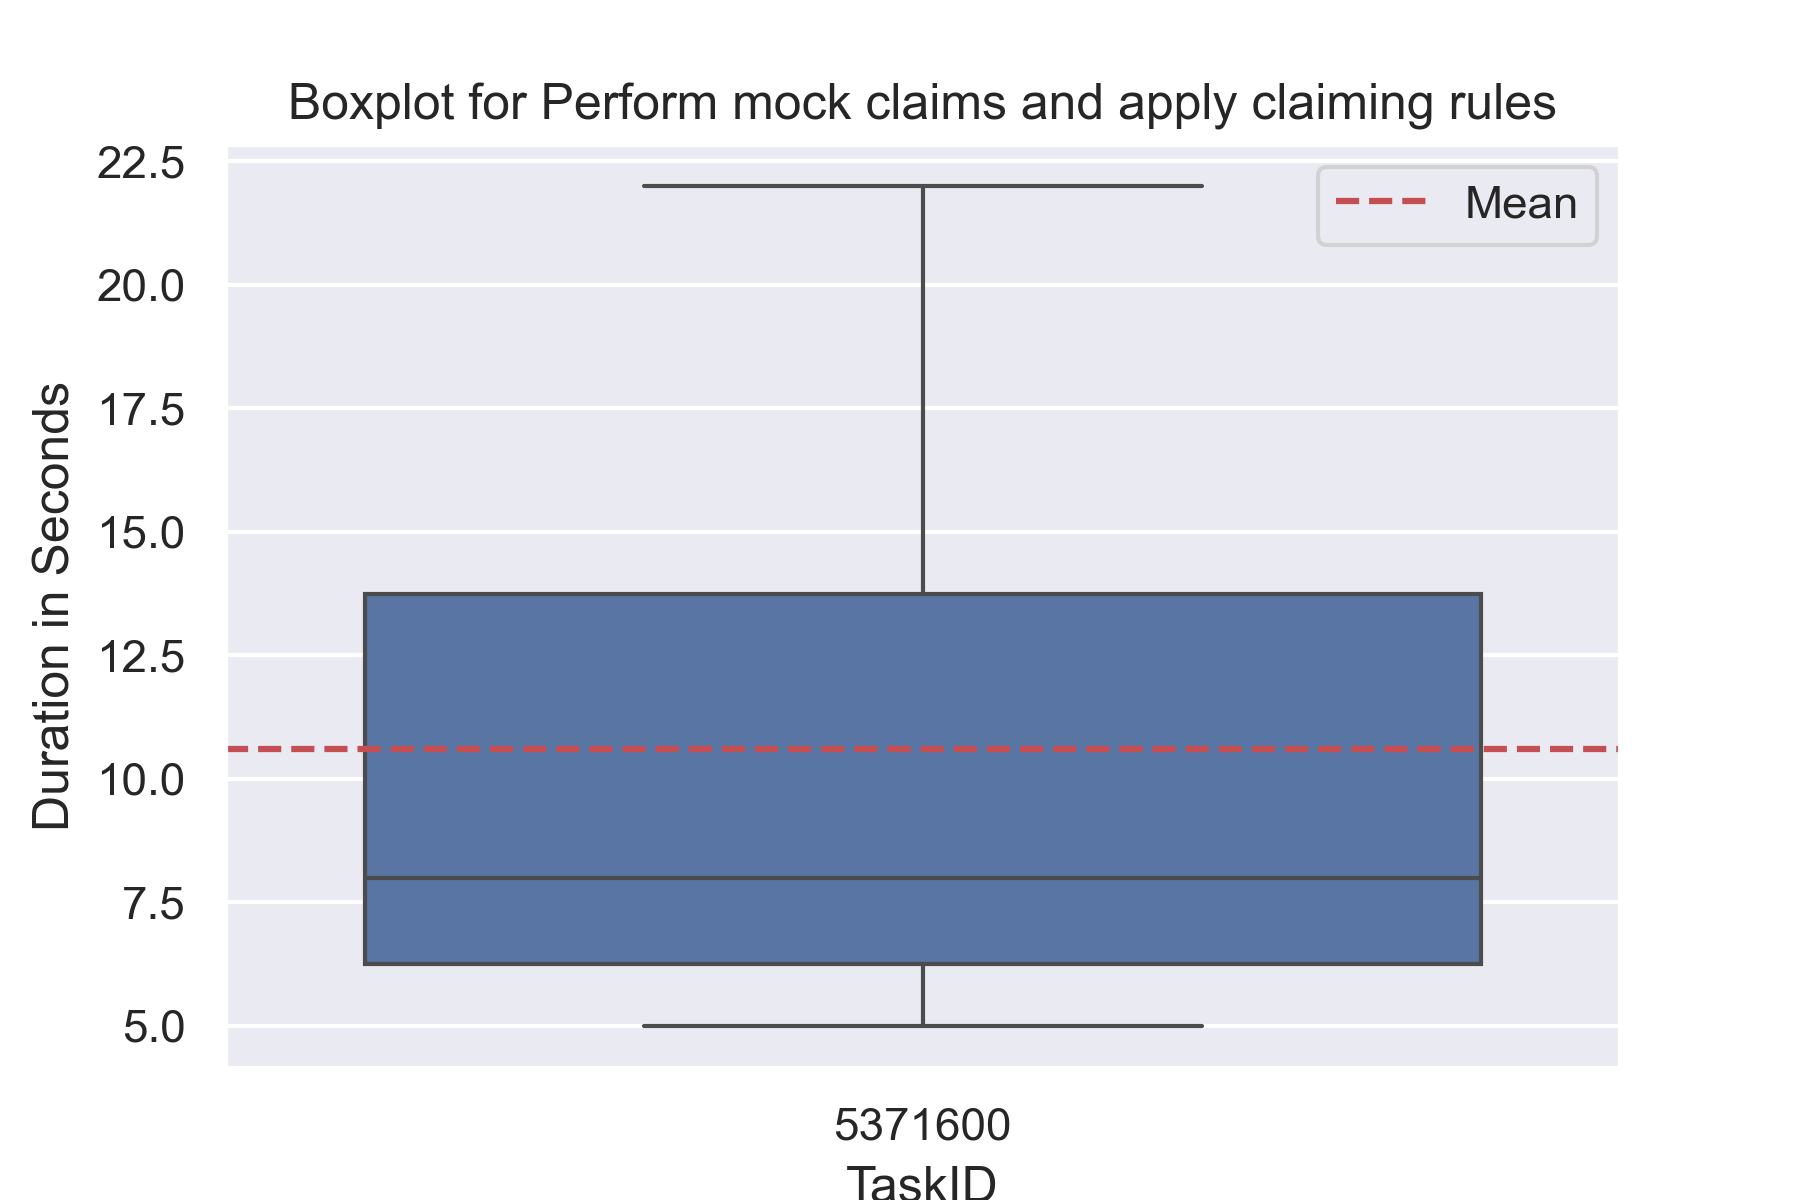 Boxplot for Perform mock claims and apply claiming rules
22.5
20.0
17.5
15.0
12.5
10.0
7.5
5.0
Duration in Seconds
Mean
5371600
TaskID